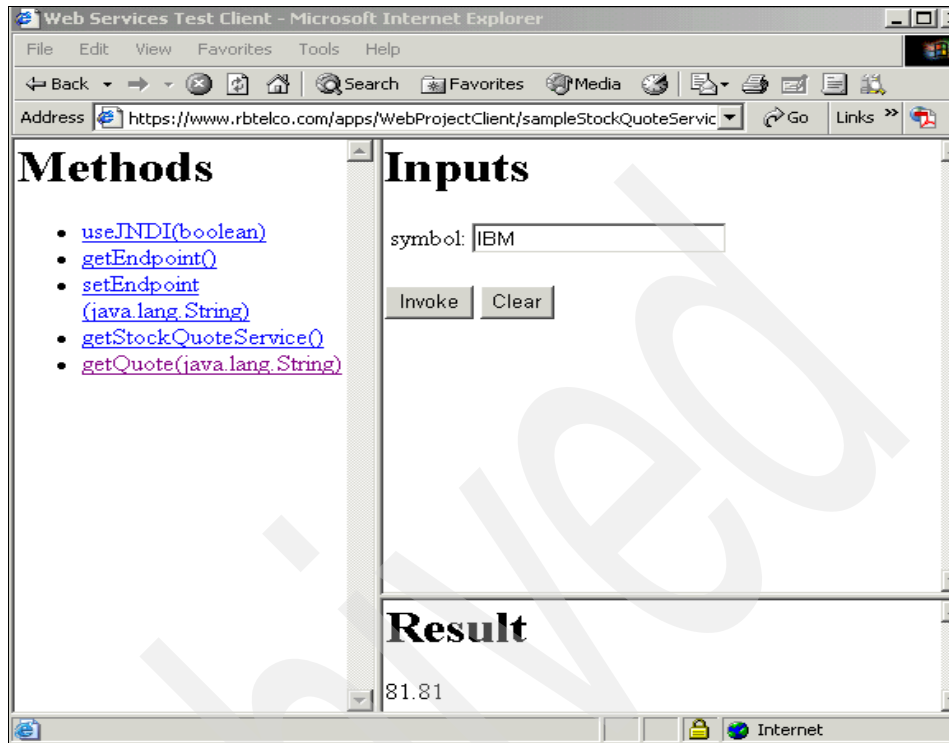 Web Services Test Client - Microsoft Internet Explorer
File Edit View Favorites Tools Help
Back Search Favorites Media
Address https://www.rbtelco.com/apps/WebProjectClient/sampleStockQuoteServic Go Links »
Methods
useJNDI(boolean)
getEndpoint()
setEndpoint
(java.lang.String)
getStockQuoteService()
getQuote(java.lang.String)
Inputs
symbol: IBM
Invoke Clear
Result
81.81
Internet
hived